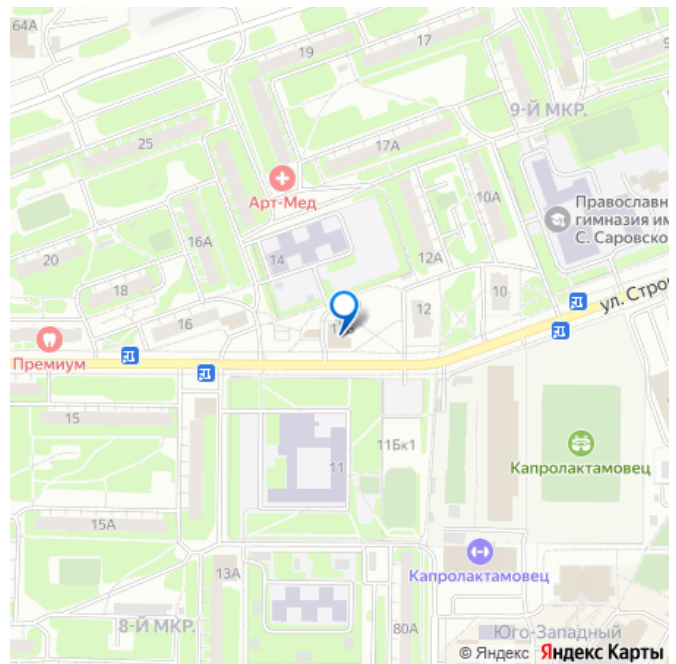 64А
19
17
9-Й МКР.
25
17А
Арт-Мед
10А
Православн
гимназия им
С. Саровско
16А
20
14
12А
18
10
16
12
ул. Стро
Премиум
15
11Бк1
Капролактамовец
11
15А
Капролактамовец
13А
8-Й МКР.
80А
Юго-Западный
© Яндекс Яндекс Карты